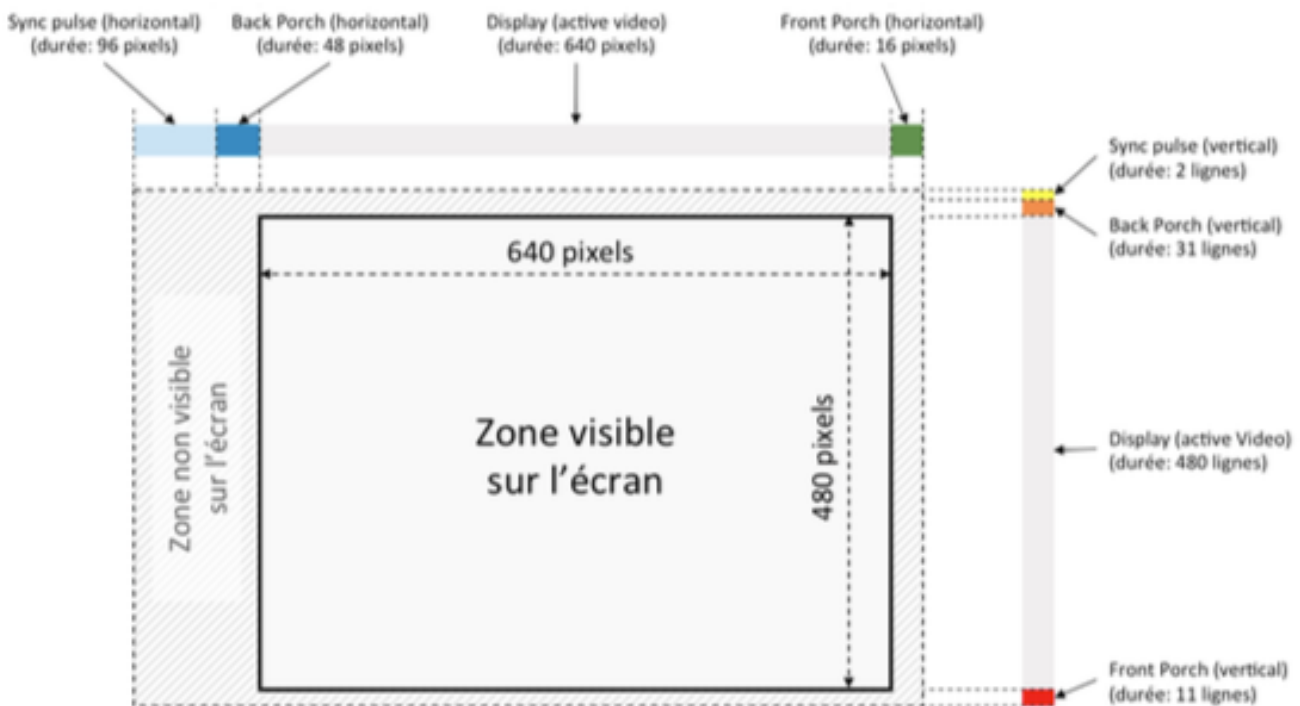 Sync pulse (horizontal)
(durée: 96 pixels)
Back Porch (horizontal)
(durée: 48 pixels)
Display (active video)
(durée: 640 pixels)
Front Porch (horizontal)
(durée: 16 pixels)
Sync pulse (vertical)
(durée: 2 lignes)
Back Porch (vertical)
(durée: 31 lignes)
640 pixels
Zone non visible
sur l'écran
Zone visible
sur l'écran
480 pixels
Display (active Video)
(durée: 480 lignes)
Front Porch (vertical)
(durée: 11 lignes)